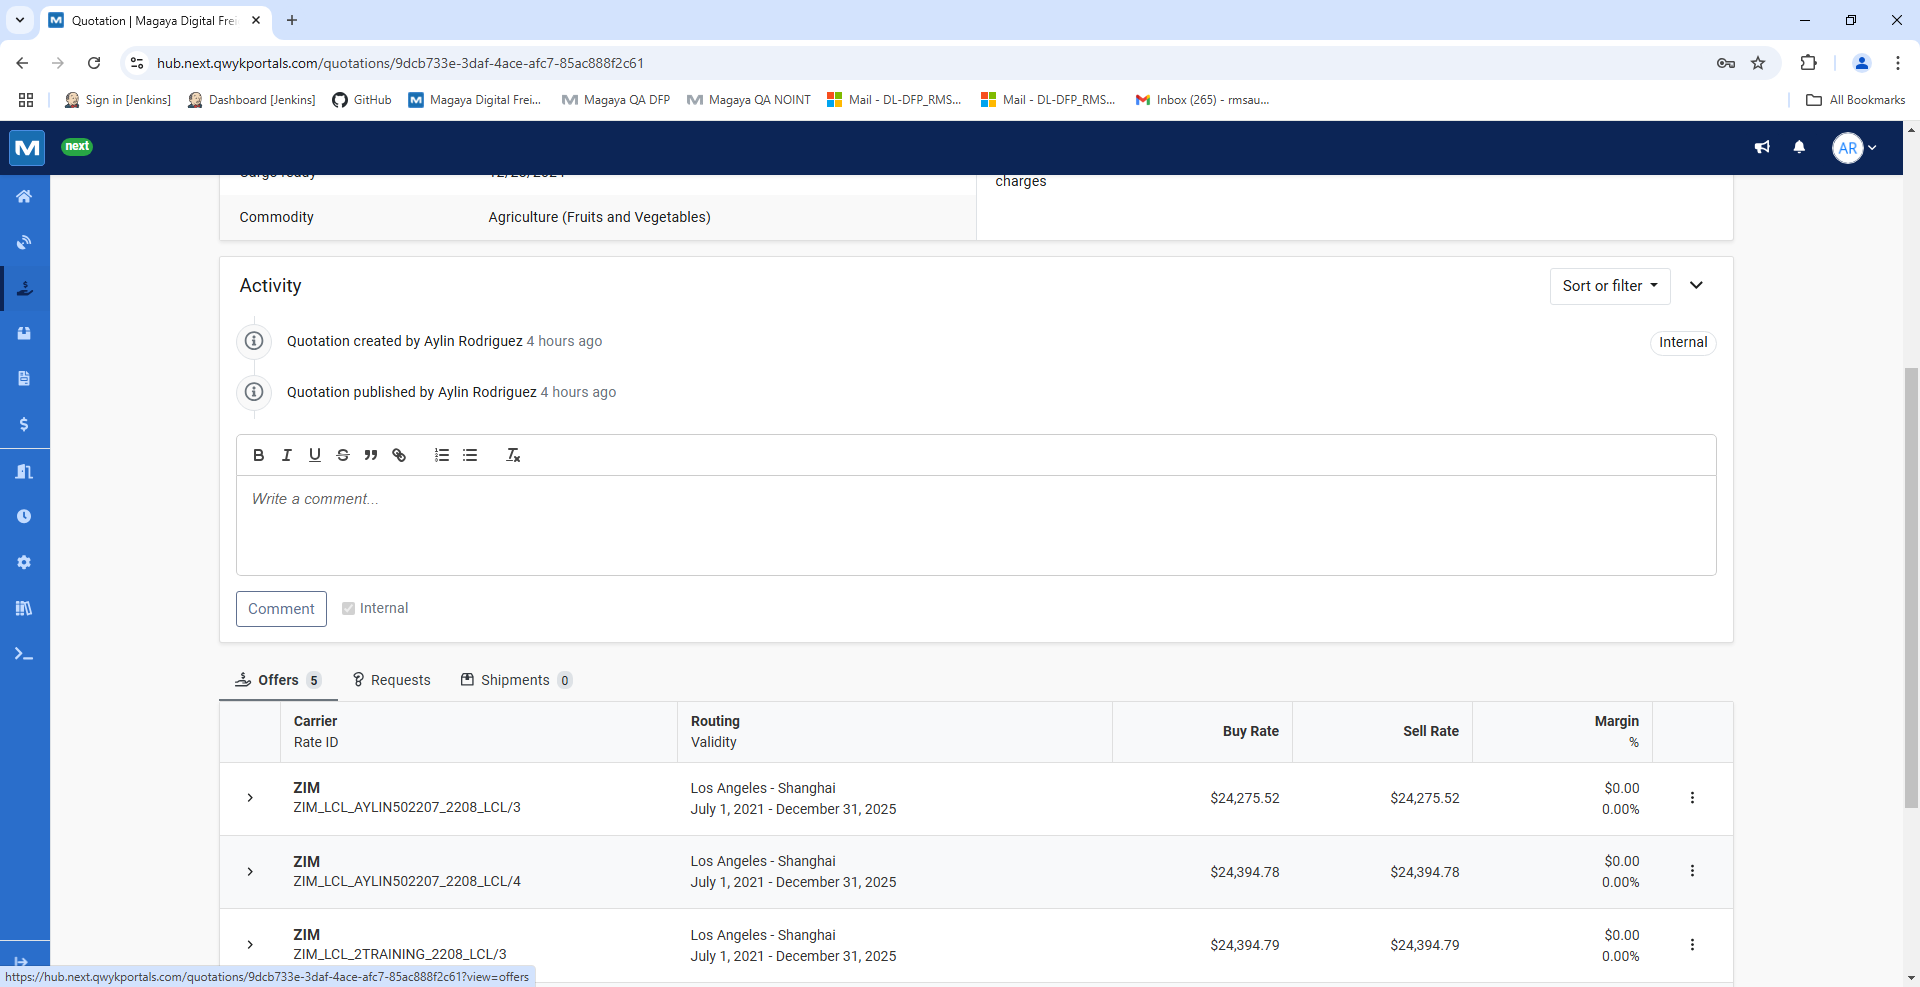 Quotation | Magaya Digital Frei
hub.next.qwykportals.com/quotations/9dcb733e-3daf-4ace-afc7-85ac888f2c61
Sign in [Jenkins]
Dashboard [Jenkins]
GitHub
Magaya Digital Frei...
Magaya QA DFP
Magaya QA NOINT
Mail - DL-DFP_RMS...
Mail - DL-DFP_RMS...
Inbox (265) - rmsau...
All Bookmarks
next
AR
Cargo ready 12/20/2024
charges
Commodity Agriculture (Fruits and Vegetables)
Activity
Sort or filter
Quotation created by Aylin Rodriguez 4 hours ago
Internal
Quotation published by Aylin Rodriguez 4 hours ago
Write a comment...
Comment
Internal
Offers 5
Requests
Shipments 0
Carrier
Rate ID
Routing
Validity
Buy Rate
Sell Rate
Margin
%
ZIM
ZIM_LCL_AYLIN502207_2208_LCL/3
Los Angeles - Shanghai
July 1, 2021 - December 31, 2025
$24,275.52
$24,275.52
$0.00
0.00%
ZIM
ZIM_LCL_AYLIN502207_2208_LCL/4
Los Angeles - Shanghai
July 1, 2021 - December 31, 2025
$24,394.78
$24,394.78
$0.00
0.00%
ZIM
ZIM_LCL_2TRAINING_2208_LCL/3
Los Angeles - Shanghai
July 1, 2021 - December 31, 2025
$24,394.79
$24,394.79
$0.00
0.00%
https://hub.next.qwykportals.com/quotations/9dcb733e-3daf-4ace-afc7-85ac888f2c61?view=offers